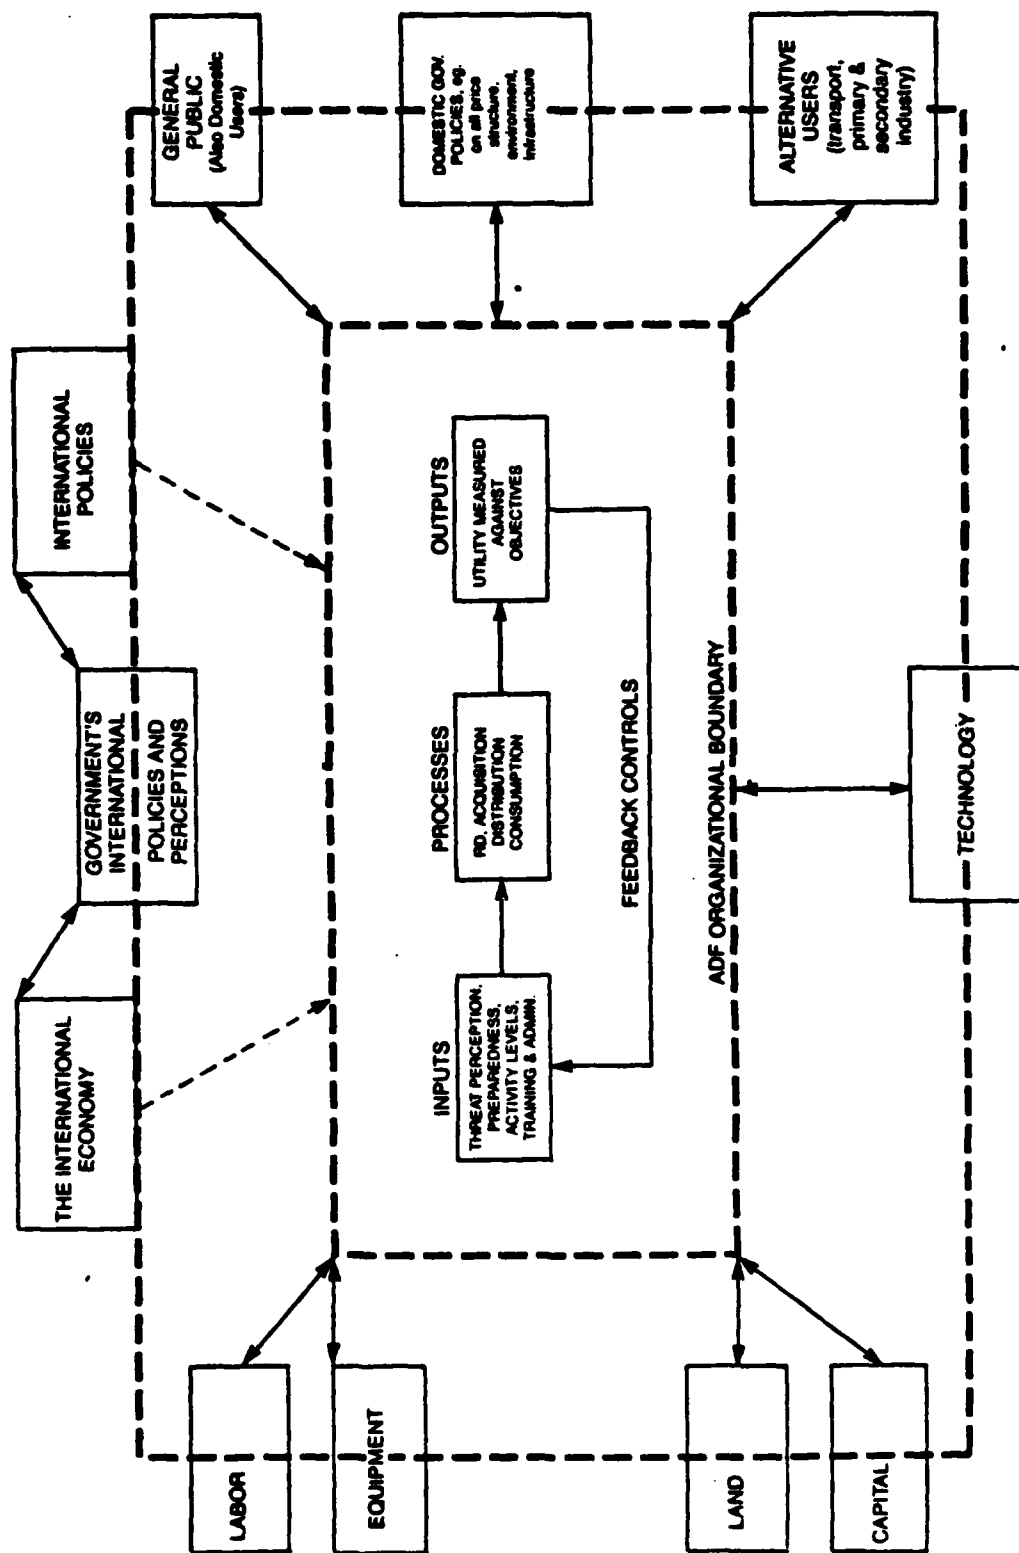 THE INTERNATIONAL
ECONOMY
GOVERNMENT'S
INTERNATIONAL
POLICIES AND
PERCEPTIONS
INTERNATIONAL
POLICIES
LABOR
EQUIPMENT
LAND
CAPITAL
INPUTS
THREAT PERCEPTION,
PREPAREDNESS,
ACTIVITY LEVELS,
TRAINING & ADMIN.
PROCESSES
RD, ACQUISITION
DISTRIBUTION
CONSUMPTION
OUTPUTS
UTILITY MEASURED
AGAINST
OBJECTIVES
FEEDBACK CONTROLS
ADF ORGANIZATIONAL BOUNDARY
GENERAL
PUBLIC
(Also Domestic
Users)
DOMESTIC GOV.
POLICIES, eg.
on all price
structure,
environment,
infrastructure
ALTERNATIVE
USERS
(transport,
primary &
secondary
industry)
TECHNOLOGY